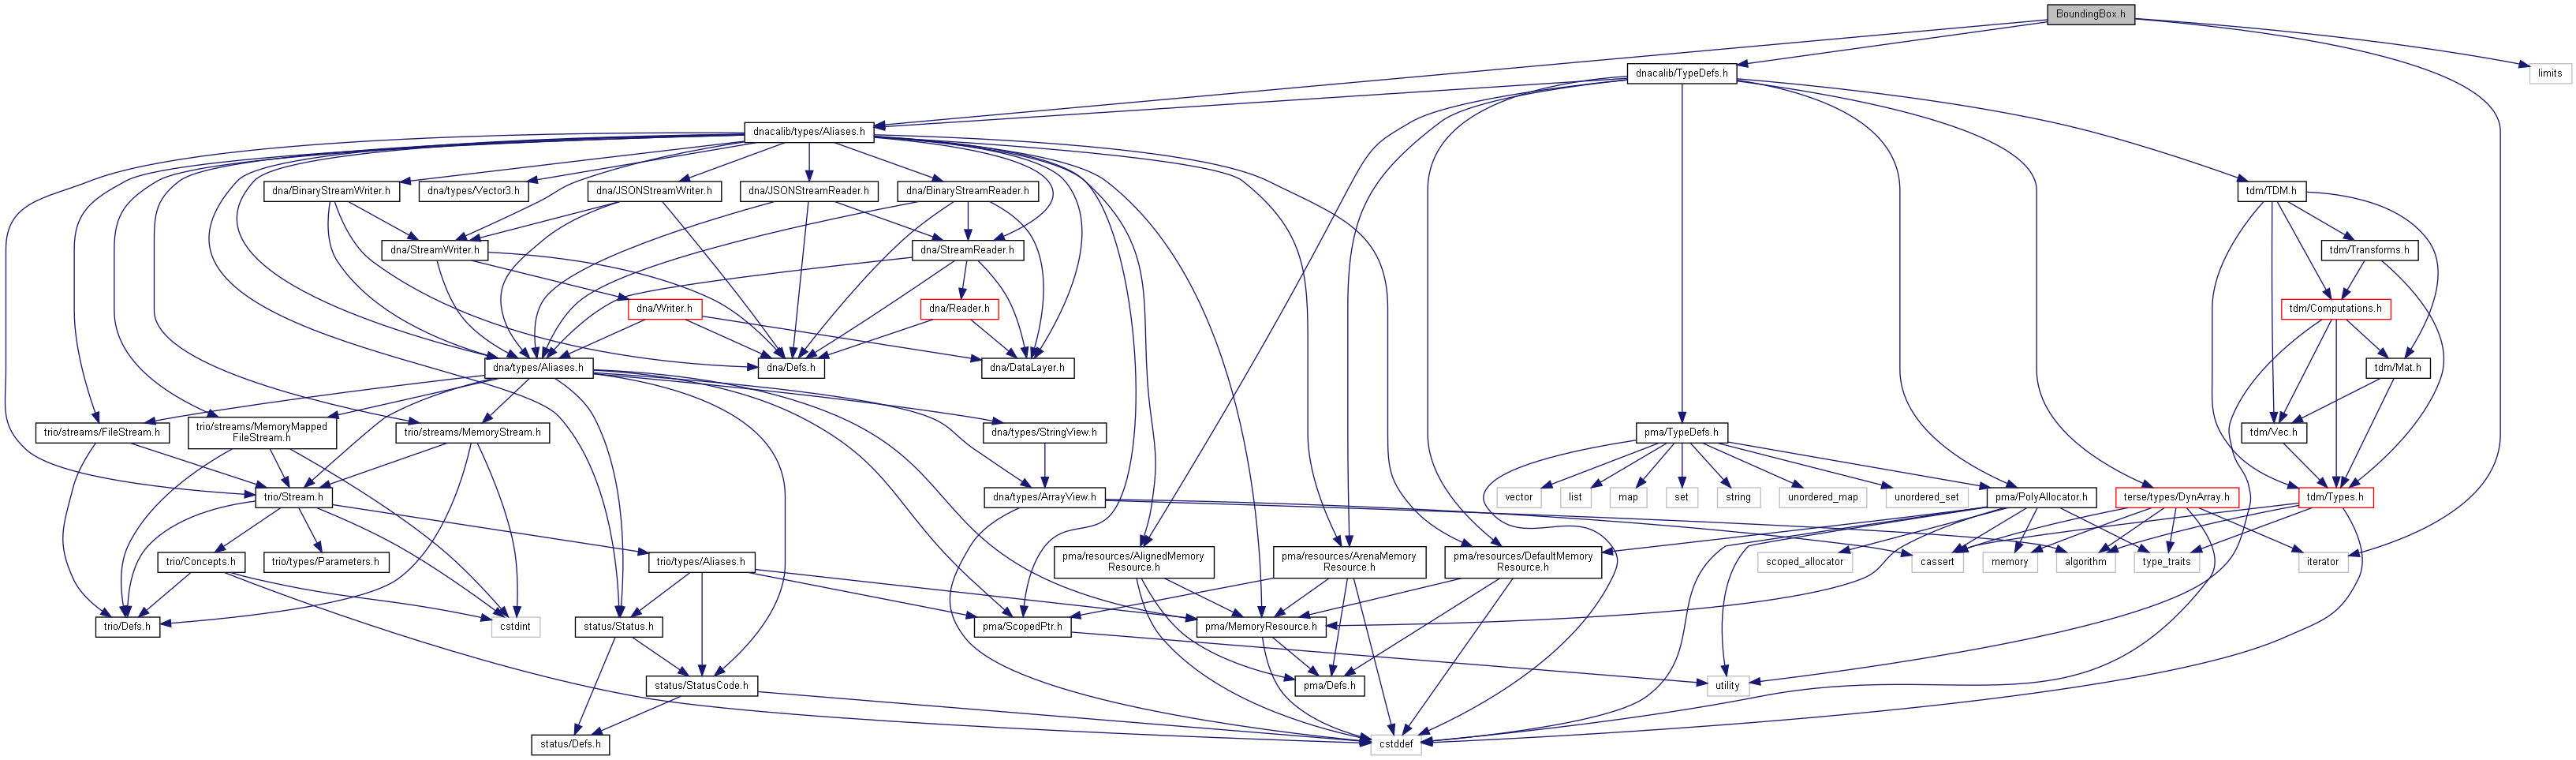 BoundingBox.h
dnacalib/TypeDefs.h
limits
dnacalib/types/Aliases.h
dna/BinaryStreamWriter.h
dna/types/Vector3.h
dna/JSONStreamWriter.h
dna/JSONStreamReader.h
dna/BinaryStreamReader.h
tdm/TDM.h
dna/StreamWriter.h
dna/StreamReader.h
tdm/Transforms.h
dna/Writer.h
dna/Reader.h
tdm/Computations.h
dna/types/Aliases.h
dna/Defs.h
dna/DataLayer.h
tdm/Mat.h
trio/streams/FileStream.h
trio/streams/MemoryMapped
FileStream.h
trio/streams/MemoryStream.h
dna/types/StringView.h
pma/TypeDefs.h
tdm/Vec.h
trio/Stream.h
dna/types/ArrayView.h
vector
list
map
set
string
unordered_map
unordered_set
pma/PolyAllocator.h
terse/types/DynArray.h
tdm/Types.h
trio/Concepts.h
trio/types/Parameters.h
trio/types/Aliases.h
pma/resources/AlignedMemory
Resource.h
pma/resources/ArenaMemory
Resource.h
pma/resources/DefaultMemory
Resource.h
scoped_allocator
cassert
memory
algorithm
type_traits
iterator
trio/Defs.h
cstdint
status/Status.h
pma/ScopedPtr.h
pma/MemoryResource.h
status/StatusCode.h
pma/Defs.h
utility
status/Defs.h
cstddef